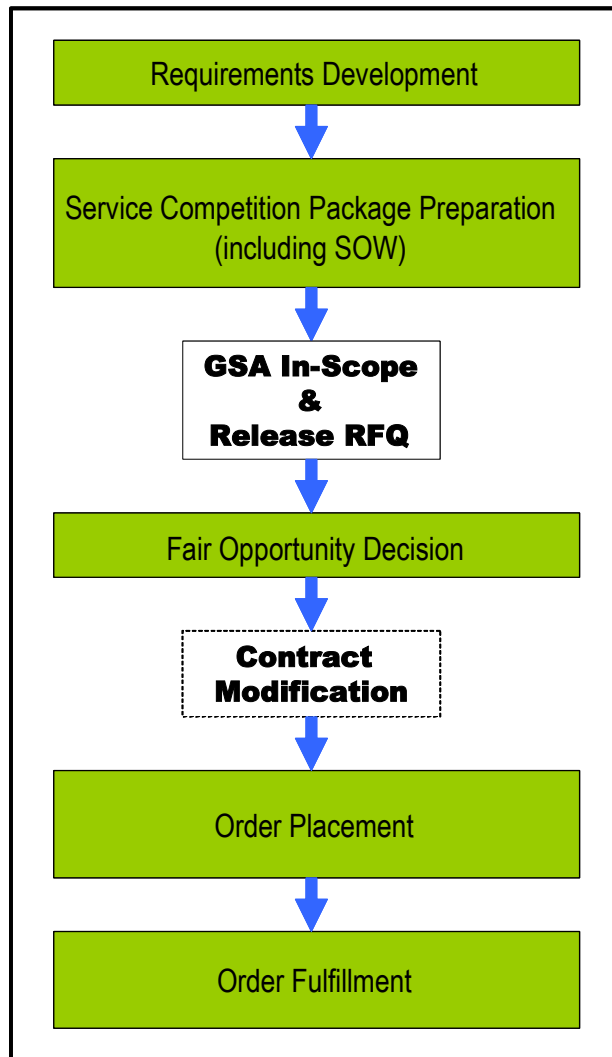 Requirements Development
Service Competition Package Preparation
(including SOW)
GSA In-Scope
&
Release RFQ
Fair Opportunity Decision
Contract
Modification
Order Placement
Order Fulfillment